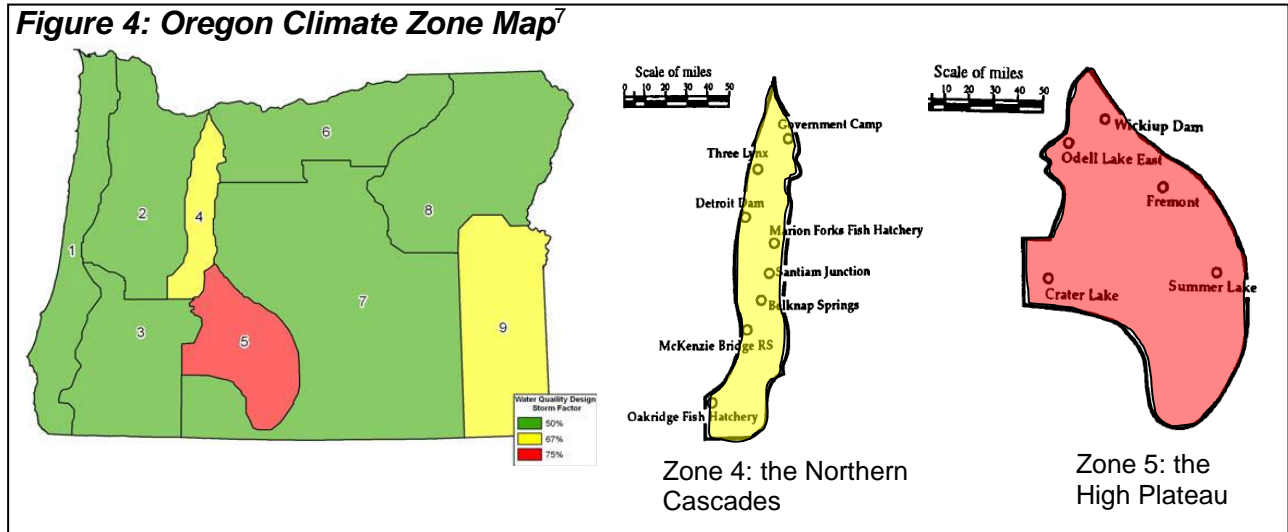 Figure 4: Oregon Climate Zone Map7
1
2
3
4
5
6
7
8
9
Water Quaility Design
Storm Factor
50%
67%
75%
Scale of miles
0 10 20 30 40 50
Government Camp
Three Lynx
Detroit Dam
Marion Forks Fish Hatchery
Santiam Junction
Belknap Springs
McKenzie Bridge RS
Oakridge Fish Hatchery
Zone 4: the Northern
Cascades
Scale of miles
10 20 30 40 50
Wickiup Dam
Odell Lake East
Fremont
Summer Lake
Crater Lake
Zone 5: the
High Plateau